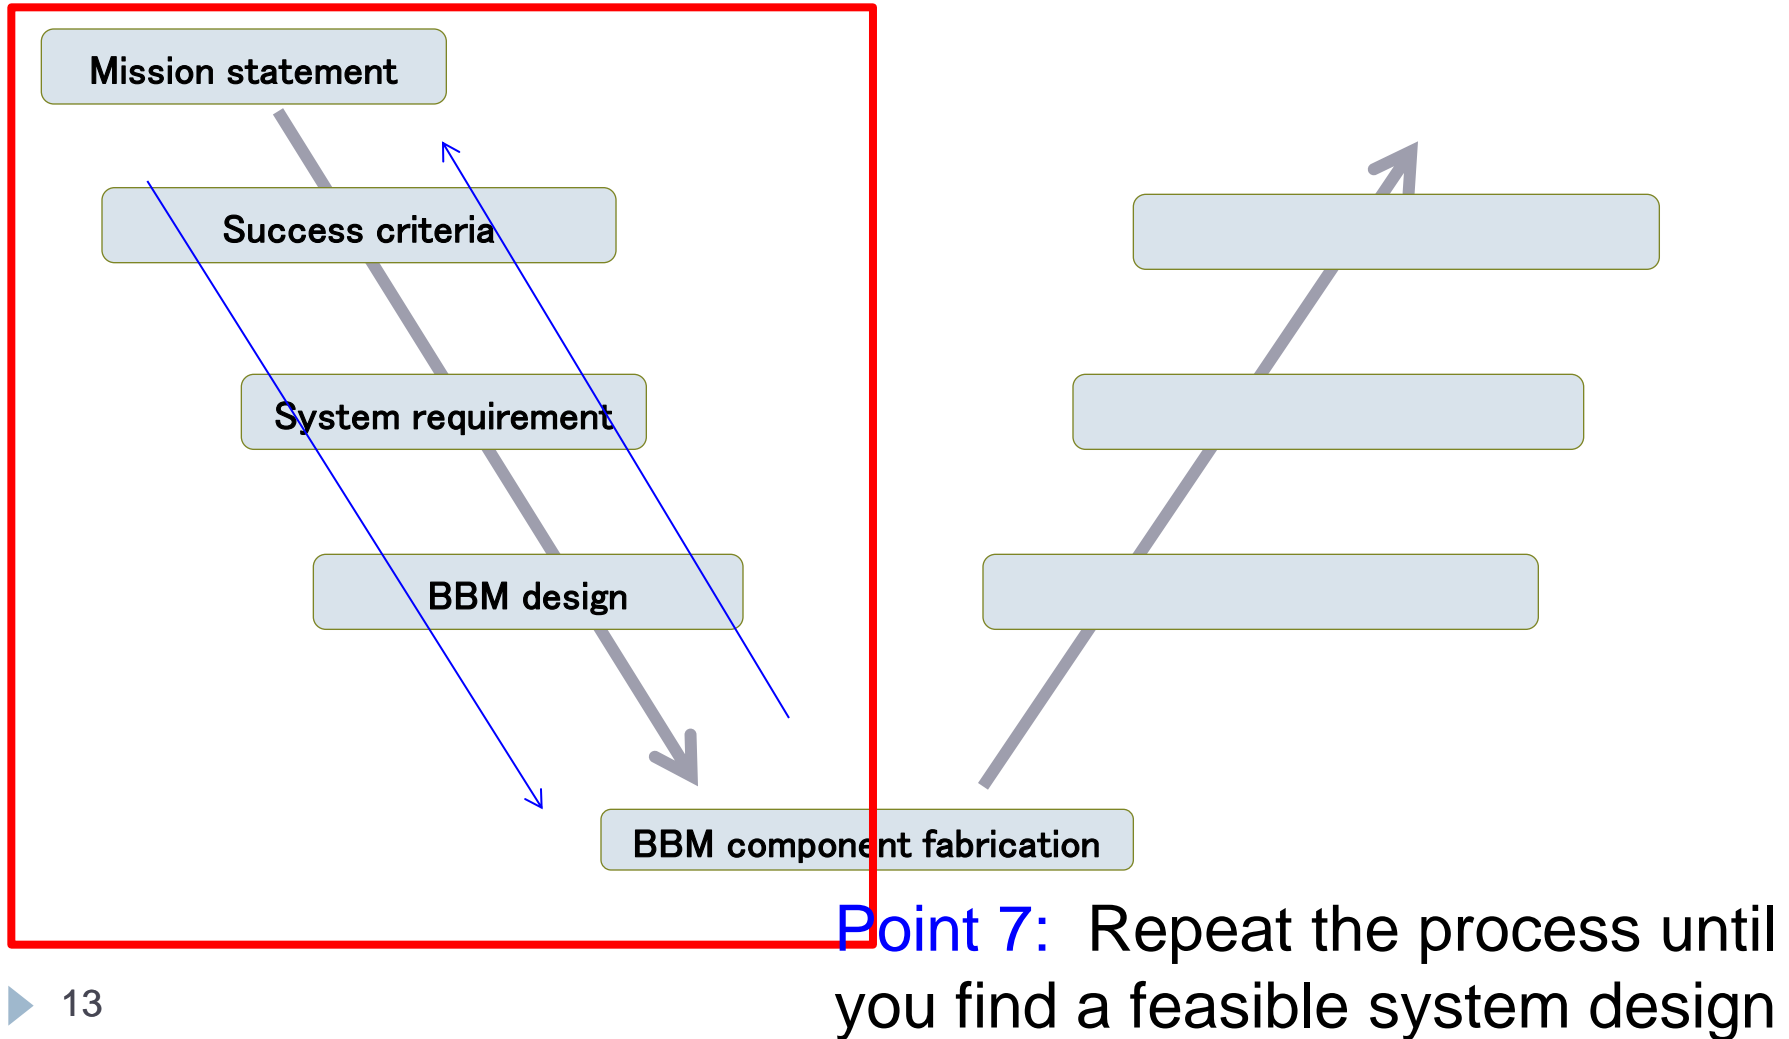 Mission statement
Success criteria
System requirement
BBM design
BBM component fabrication
Point 7: Repeat the process until
you find a feasible system design
13